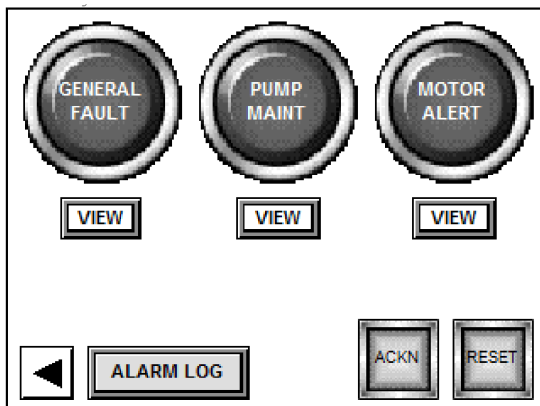 GENERAL
FAULT
PUMP
MAINT
MOTOR
ALERT
VIEW
VIEW
VIEW
ALARM LOG
ACKN
RESET